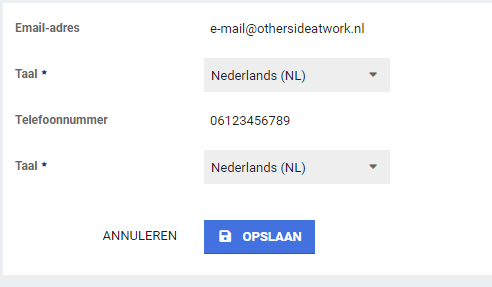 Email-adres e-mail@othersideatwork.nl
Taal * Nederlands (NL)
Telefoonnummer 06123456789
Taal * Nederlands (NL)
ANNULEREN OPSLAAN